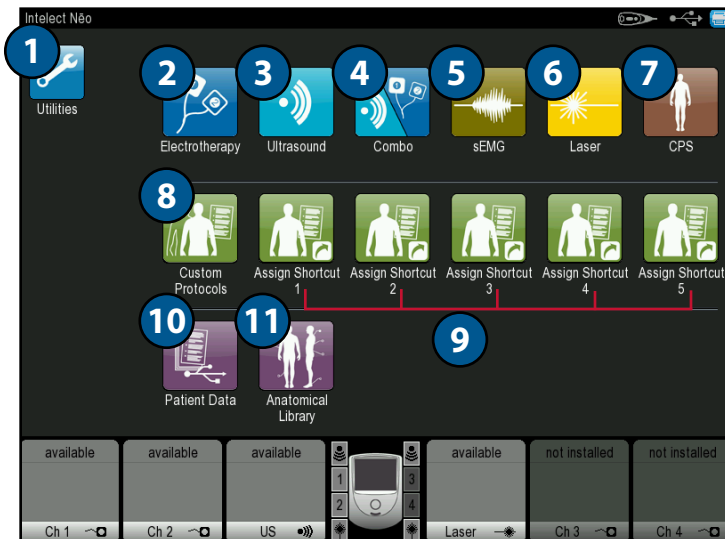 Intelect Nēo
1
Utilities
2
3
4
5
6
7
Electrotherapy
Ultrasound
Combo
sEMG
Laser
CPS
8
Custom
Protocols
Assign Shortcut
1
Assign Shortcut
2
Assign Shortcut
3
Assign Shortcut
4
Assign Shortcut
5
9
10
11
Patient Data
Anatomical
Library
available
available
available
available
not installed
not installed
1
2
3
4
Ch 1
Ch 2
US
Laser
Ch 3
Ch 4